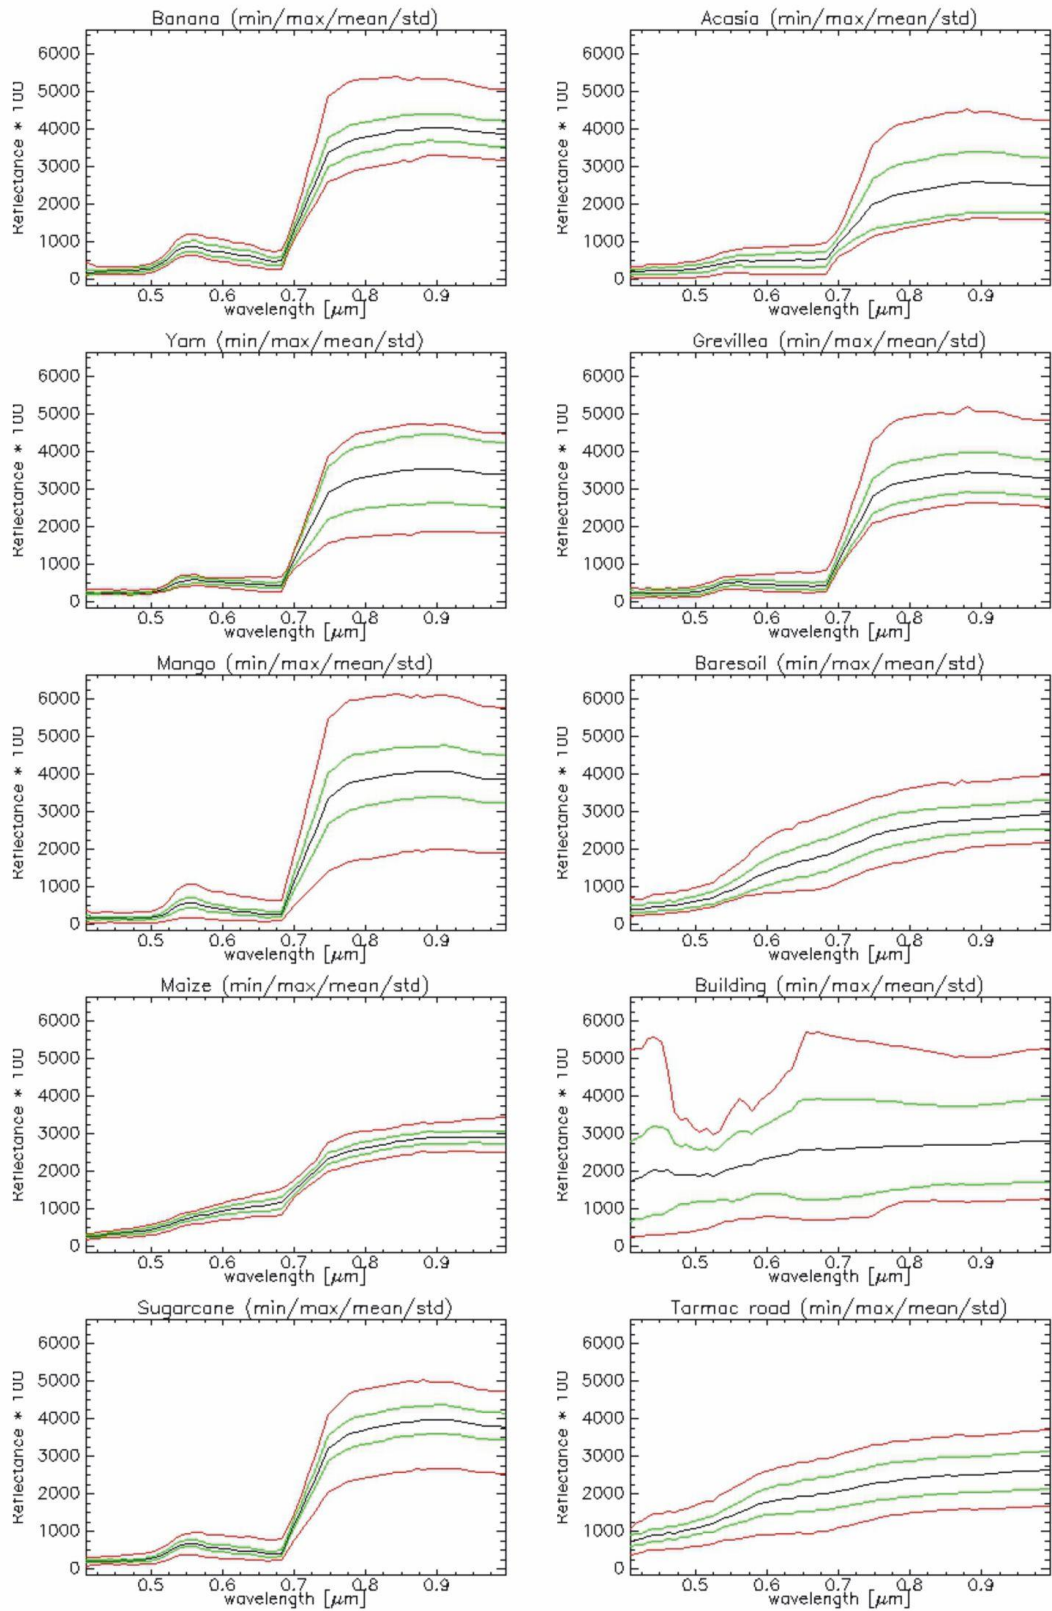 Banana (min/max/mean/std)
6000
5000
4000
3000
2000
1000
0
Reflectance * 100
0.5 0.6 0.7 0.8 0.9
wavelength [μm]
Acasia (min/max/mean/std)
6000
5000
4000
3000
2000
1000
0
Reflectance * 100
0.5 0.6 0.7 0.8 0.9
wavelength [μm]
Yam (min/max/mean/std)
6000
5000
4000
3000
2000
1000
0
Reflectance * 100
0.5 0.6 0.7 0.8 0.9
wavelength [μm]
Grevillea (min/max/mean/std)
6000
5000
4000
3000
2000
1000
0
Reflectance * 100
0.5 0.6 0.7 0.8 0.9
wavelength [μm]
Mango (min/max/mean/std)
6000
5000
4000
3000
2000
1000
0
Reflectance * 100
0.5 0.6 0.7 0.8 0.9
wavelength [μm]
Baresoil (min/max/mean/std)
6000
5000
4000
3000
2000
1000
0
Reflectance * 100
0.5 0.6 0.7 0.8 0.9
wavelength [μm]
Maize (min/max/mean/std)
6000
5000
4000
3000
2000
1000
0
Reflectance * 100
0.5 0.6 0.7 0.8 0.9
wavelength [μm]
Building (min/max/mean/std)
6000
5000
4000
3000
2000
1000
0
Reflectance * 100
0.5 0.6 0.7 0.8 0.9
wavelength [μm]
Sugarcane (min/max/mean/std)
6000
5000
4000
3000
2000
1000
0
Reflectance * 100
0.5 0.6 0.7 0.8 0.9
wavelength [μm]
Tarmac road (min/max/mean/std)
6000
5000
4000
3000
2000
1000
0
Reflectance * 100
0.5 0.6 0.7 0.8 0.9
wavelength [μm]